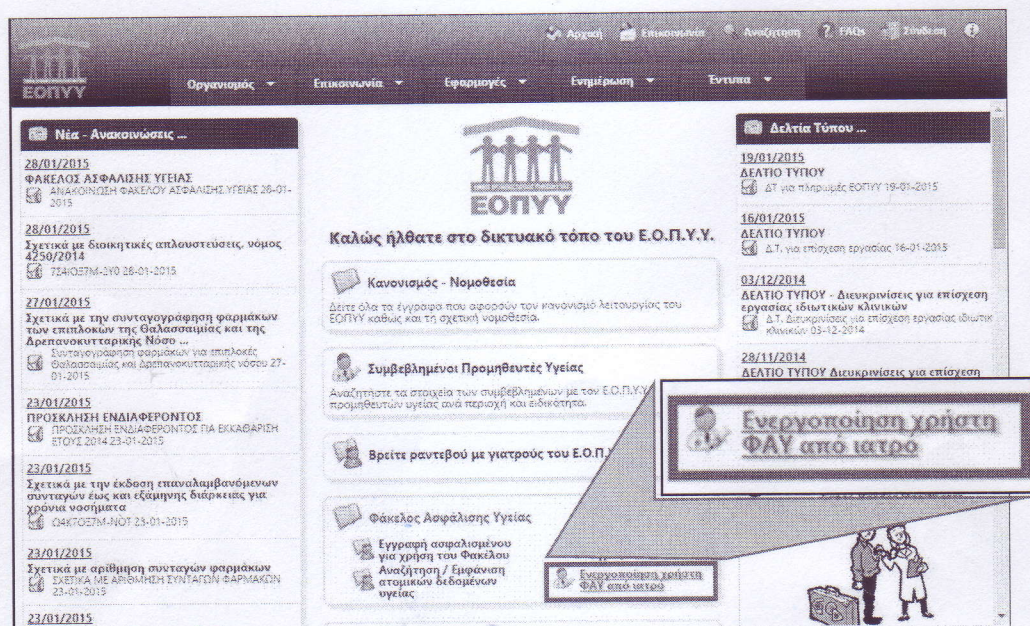 Αρχική Επικοινωνία Αναζήτηση FAQs Σύνδεση
ΕΟΠΥΥ
Οργανισμός Επικοινωνία Εφαρμογές Ενημέρωση Έντυπα
Νέα - Ανακοινώσεις ...
28/01/2015
ΦΑΚΕΛΟΣ ΑΣΦΑΛΙΣΗΣ ΥΓΕΙΑΣ
ΑΝΑΚΟΙΝΩΣΗ ΦΑΚΕΛΟΥ ΑΣΦΑΛΙΣΗΣ ΥΓΕΙΑΣ 28-01-
2015
28/01/2015
Σχετικά με διοικητικές απλουστεύσεις, νόμος
4250/2014
7Σ4ΙΟΞ7Μ-2Υ0 28-01-2015
27/01/2015
Σχετικά με την συνταγογράφηση φαρμάκων
των επιπλοκών της Θαλασσαιμίας και της
Δρεπανοκυτταρικής Νόσο ...
Συνταγογράφηση φαρμάκων για επιπλοκές
Θαλασσαιμίας και Δρεπανοκυτταρικής νόσου 27-
01-2015
23/01/2015
ΠΡΟΣΚΛΗΣΗ ΕΝΔΙΑΦΕΡΟΝΤΟΣ
ΠΡΟΣΚΛΗΣΗ ΕΝΔΙΑΦΕΡΟΝΤΟΣ ΓΙΑ ΕΚΚΑΘΑΡΙΣΗ
ΕΤΟΥΣ 2014 23-01-2015
23/01/2015
Σχετικά με την έκδοση επαναλαμβανόμενων
συνταγών έως και εξάμηνης διάρκειας για
χρόνια νοσήματα
Ω4ΚΤΟΞ7Μ-ΝΟΤ 23-01-2015
23/01/2015
Σχετικά με αρίθμηση συνταγών φαρμάκων
ΣΧΕΤΙΚΑ ΜΕ ΑΡΙΘΜΗΣΗ ΣΥΝΤΑΓΩΝ ΦΑΡΜΑΚΩΝ
23-01-2015
23/01/2015
ΕΟΠΥΥ
Καλώς ήλθατε στο δικτυακό τόπο του Ε.Ο.Π.Υ.Υ.
Κανονισμός - Νομοθεσία
Δείτε όλα τα έγγραφα που αφορούν τον κανονισμό λειτουργίας του
ΕΟΠΥΥ καθώς και τη σχετική νομοθεσία.
Συμβεβλημένοι Προμηθευτές Υγείας
Αναζητήστε τα στοιχεία των συμβεβλημένων με τον Ε.Ο.Π.Υ.Υ
προμηθευτών υγείας ανά περιοχή και ειδικότητα.
Βρείτε ραντεβού με γιατρούς του Ε.Ο.Π.
Φάκελος Ασφάλισης Υγείας
Εγγραφή ασφαλισμένου
για χρήση του Φακέλου
Αναζήτηση / Εμφάνιση
ατομικών δεδομένων
υγείας
Ενεργοποίηση χρήστη
ΦΑΥ από ιατρό
Δελτία Τύπου ...
19/01/2015
ΔΕΛΤΙΟ ΤΥΠΟΥ
ΔΤ για πληρωμές ΕΟΠΥΥ 19-01-2015
16/01/2015
ΔΕΛΤΙΟ ΤΥΠΟΥ
Δ.Τ. για επίσχεση εργασίας 16-01-2015
03/12/2014
ΔΕΛΤΙΟ ΤΥΠΟΥ - Διευκρινίσεις για επίσχεση
εργασίας ιδιωτικών κλινικών
Δ.Τ. Διευκρινίσεις για επίσχεση εργασίας ιδιωτικ
κλινικών 03-12-2014
28/11/2014
ΔΕΛΤΙΟ ΤΥΠΟΥ Διευκρινίσεις για επίσχεση
Ενεργοποίηση χρήστη
ΦΑΥ από ιατρό